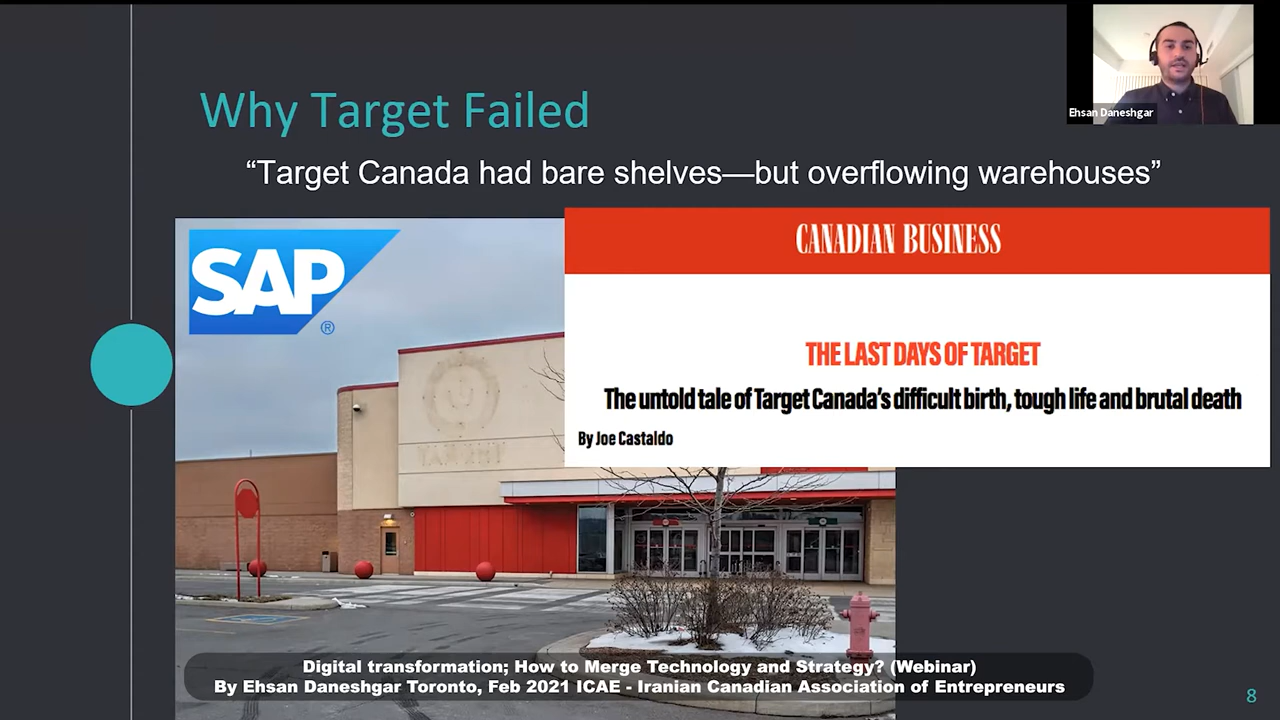 Ehsan Daneshgar
Why Target Failed
“Target Canada had bare shelves—but overflowing warehouses”
SAP
®
CANADIAN BUSINESS
THE LAST DAYS OF TARGET
The untold tale of Target Canada’s difficult birth, tough life and brutal death
By Joe Castaldo
TARGET
Digital transformation; How to Merge Technology and Strategy? (Webinar)
By Ehsan Daneshgar Toronto, Feb 2021 ICAE - Iranian Canadian Association of Entrepreneurs
8